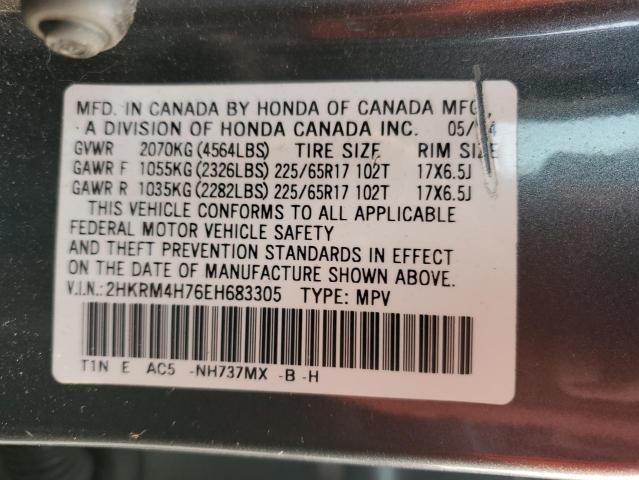 MFD. IN CANADA BY HONDA OF CANADA MFG.,
A DIVISION OF HONDA CANADA INC. 05/14
GVWR 2070KG(4564LBS) TIRE SIZE RIM SIZE
GAWR F 1055KG(2326LBS) 225/65R17 102T 17X6.5J
GAWR R 1035KG(2282LBS) 225/65R17 102T 17X6.5J
THIS VEHICLE CONFORMS TO ALL APPLICABLE
FEDERAL MOTOR VEHICLE SAFETY
AND THEFT PREVENTION STANDARDS IN EFFECT
ON THE DATE OF MANUFACTURE SHOWN ABOVE.
V.I.N.:2HKRM4H76EH683305 TYPE: MPV
T1N E AC5 -NH737MX -B -H